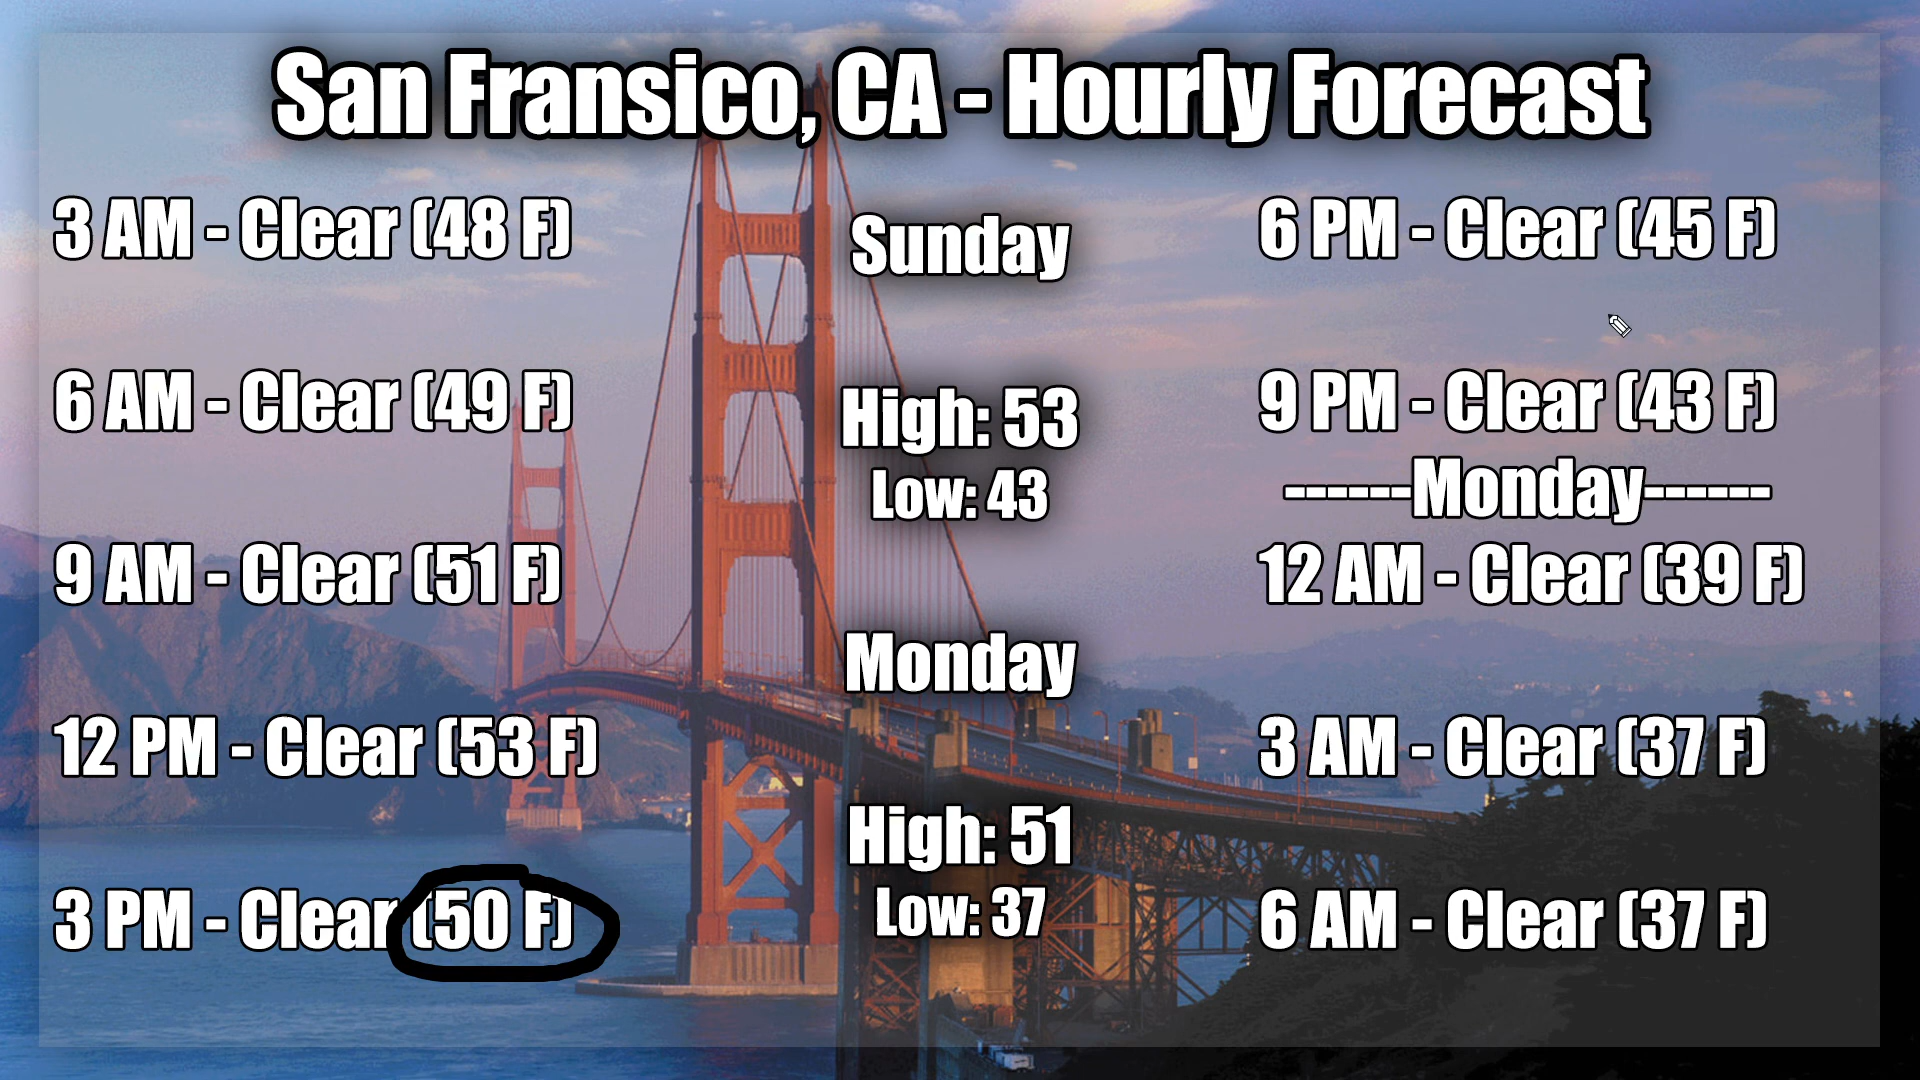 San Fransico, CA - Hourly Forecast
3 AM - Clear (48 F)
6 AM - Clear (49 F)
9 AM - Clear (51 F)
12 PM - Clear (53 F)
3 PM - Clear (50 F)
Sunday
High: 53
Low: 43
Monday
High: 51
Low: 37
6 PM - Clear (45 F)
9 PM - Clear (43 F)
------Monday------
12 AM - Clear (39 F)
3 AM - Clear (37 F)
6 AM - Clear (37 F)